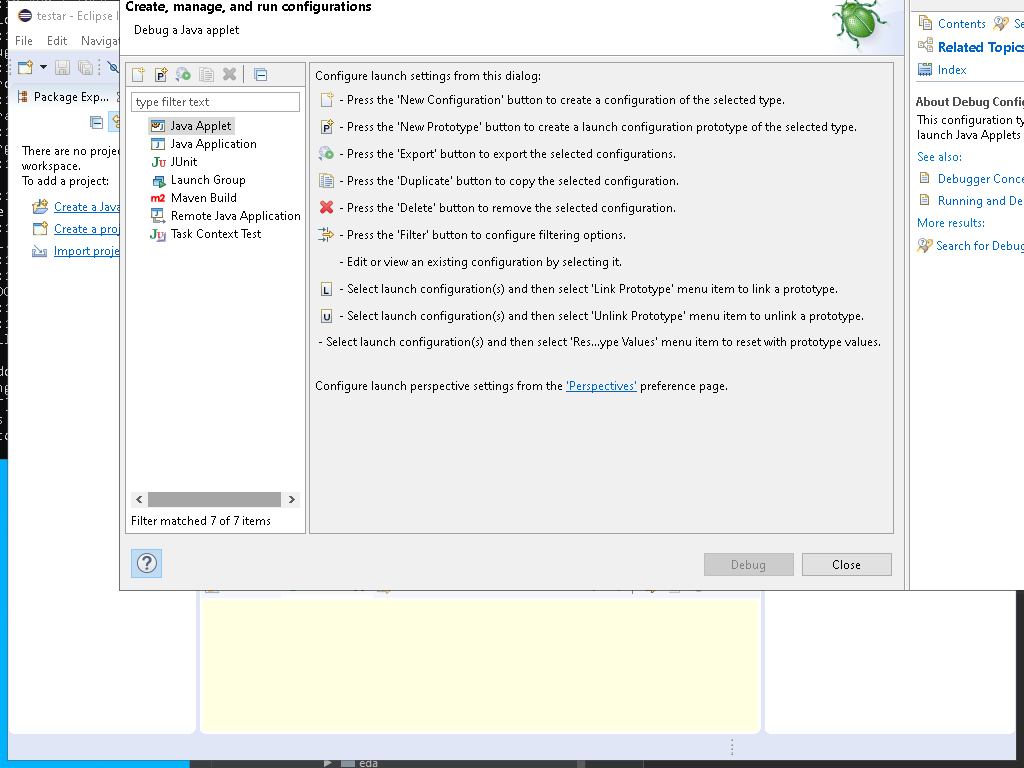 testar - Eclipse
File Edit
Package Exp...
There are no
workspace.
To add a project:
Create a
Create a
Import
Create, manage, and run configurations
Debug a Java applet
type filter text
Java Applet
Java Application
JUnit
Launch Group
Maven Build
Remote Java Application
Task Context Test
Filter matched 7 of 7 items
Configure launch settings from this dialog:
- Press the 'New Configuration' button to create a configuration of the selected type.
- Press the 'New Prototype' button to create a launch configuration prototype of the selected type.
- Press the 'Export' button to export the selected configurations.
- Press the 'Duplicate' button to copy the selected configuration.
- Press the 'Delete' button to remove the selected configuration.
- Press the 'Filter' button to configure filtering options.
- Edit or view an existing configuration by selecting it.
- Select launch configuration(s) and then select 'Link Prototype' menu item to link a prototype.
- Select launch configuration(s) and then select 'Unlink Prototype' menu item to unlink a prototype.
- Select launch configuration(s) and then select 'Res...ype Values' menu item to reset with prototype values.
Configure launch perspective settings from the 'Perspectives' preference page.
Debug Close
Contents
Related Topics
Index
About Debug
This configuration
launch Java Applets
See also:
Debugger
Running and
More results:
Search for Debug
eda